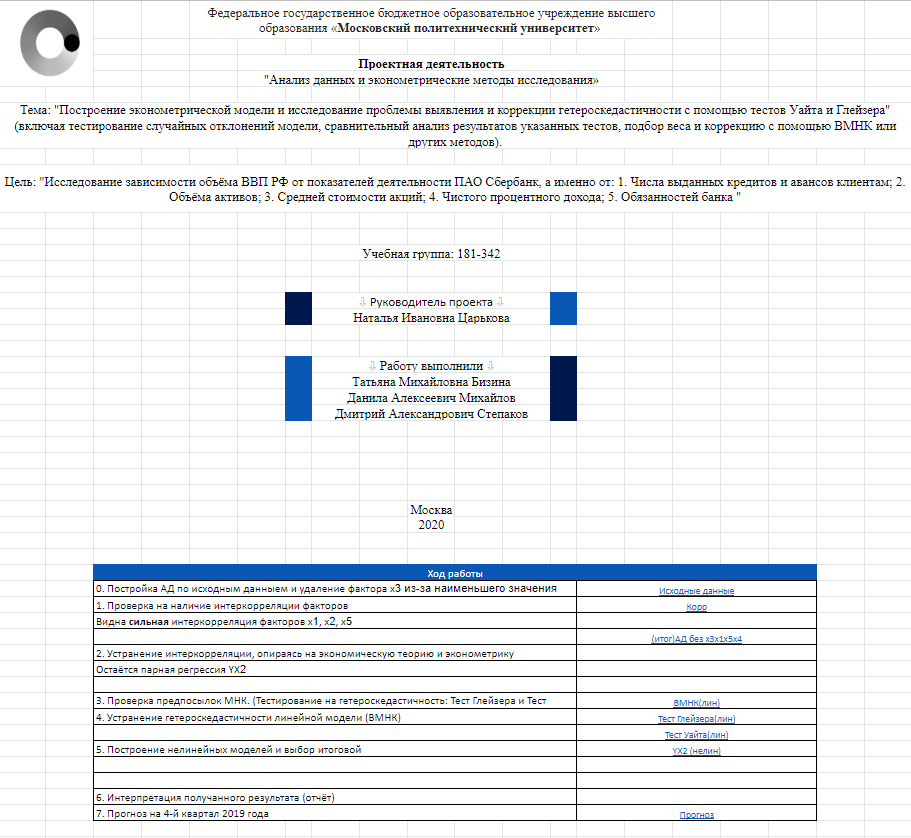 Федеральное государственное бюджетное образовательное учреждение высшего
образования «Московский политехнический университет»
Проектная деятельность
"Анализ данных и эконометрические методы исследования»
Тема: "Построение эконометрической модели и исследование проблемы выявления и коррекции гетероскедастичности с помощью тестов Уайта и Глейзера"
(включая тестирование случайных отклонений модели, сравнительный анализ результатов указанных тестов, подбор веса и коррекцию с помощью ВМНК или
других методов).
Цель: "Исследование зависимости объёма ВВП РФ от показателей деятельности ПАО Сбербанк, а именно от: 1. Числа выданных кредитов и авансов клиентам; 2.
Объёма активов; 3. Средней стоимости акций; 4. Чистого процентного дохода; 5. Обязанностей банка "
Учебная группа: 181-342
⇩ Руководитель проекта ⇩
Наталья Ивановна Царькова
⇩ Работу выполнили ⇩
Татьяна Михайловна Бизина
Данила Алексеевич Михайлов
Дмитрий Александрович Степаков
Москва
2020
Ход работы
0. Постройка АД по исходным данныем и удаление фактора x3 из-за наименьшего значения
Исходные данные
1. Проверка на наличие интеркорреляции факторов
Корр
Видна сильная интеркорреляция факторов x1, x2, x5
(итог)АД без x3x1x5x4
2. Устранение интеркорреляции, опираясь на экономическую теорию и эконометрику
Остаётся парная регрессия YX2
3. Проверка предпосылок МНК. (Тестирование на гетероскедастичность: Тест Глейзера и Тест
ВМНК(лин)
4. Устранение гетероскедастичности линейной модели (ВМНК)
Тест Глейзера(лин)
Тест Уайта(лин)
5. Построение нелинейных моделей и выбор итоговой
YX2 (нелин)
6. Интерпретация получанного результата (отчёт)
7. Прогноз на 4-й квартал 2019 года
Прогноз